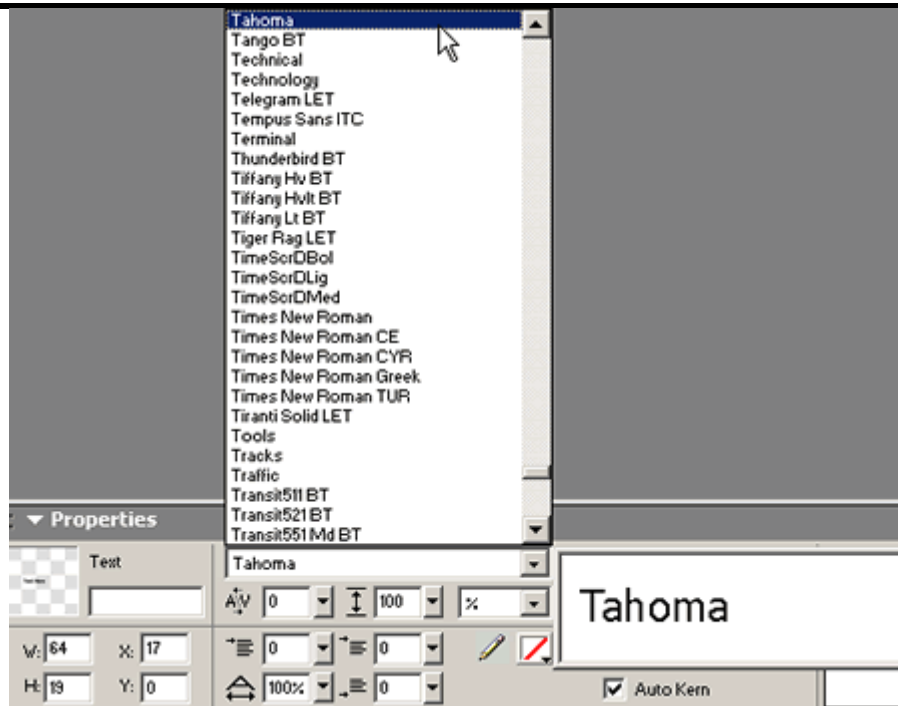 Tahoma
Tango BT
Technical
Technology
Telegram LET
Tempus Sans ITC
Terminal
Thunderbird BT
Tiffany Hv BT
Tiffany Hvlt BT
Tiffany Lt BT
Tiger Rag LET
TimeScrDBol
TimeScrDLig
TimeScrDMed
Times New Roman
Times New Roman CE
Times New Roman CYR
Times New Roman Greek
Times New Roman TUR
Tiranti Solid LET
Tools
Tracks
Traffic
Transit511 BT
Transit521 BT
Transit551 Md BT
Properties
Text
Tahoma
A|V 0 100 %
Tahoma
W: 64 X: 17 0 0
H: 19 Y: 0 100% 0 Auto Kern